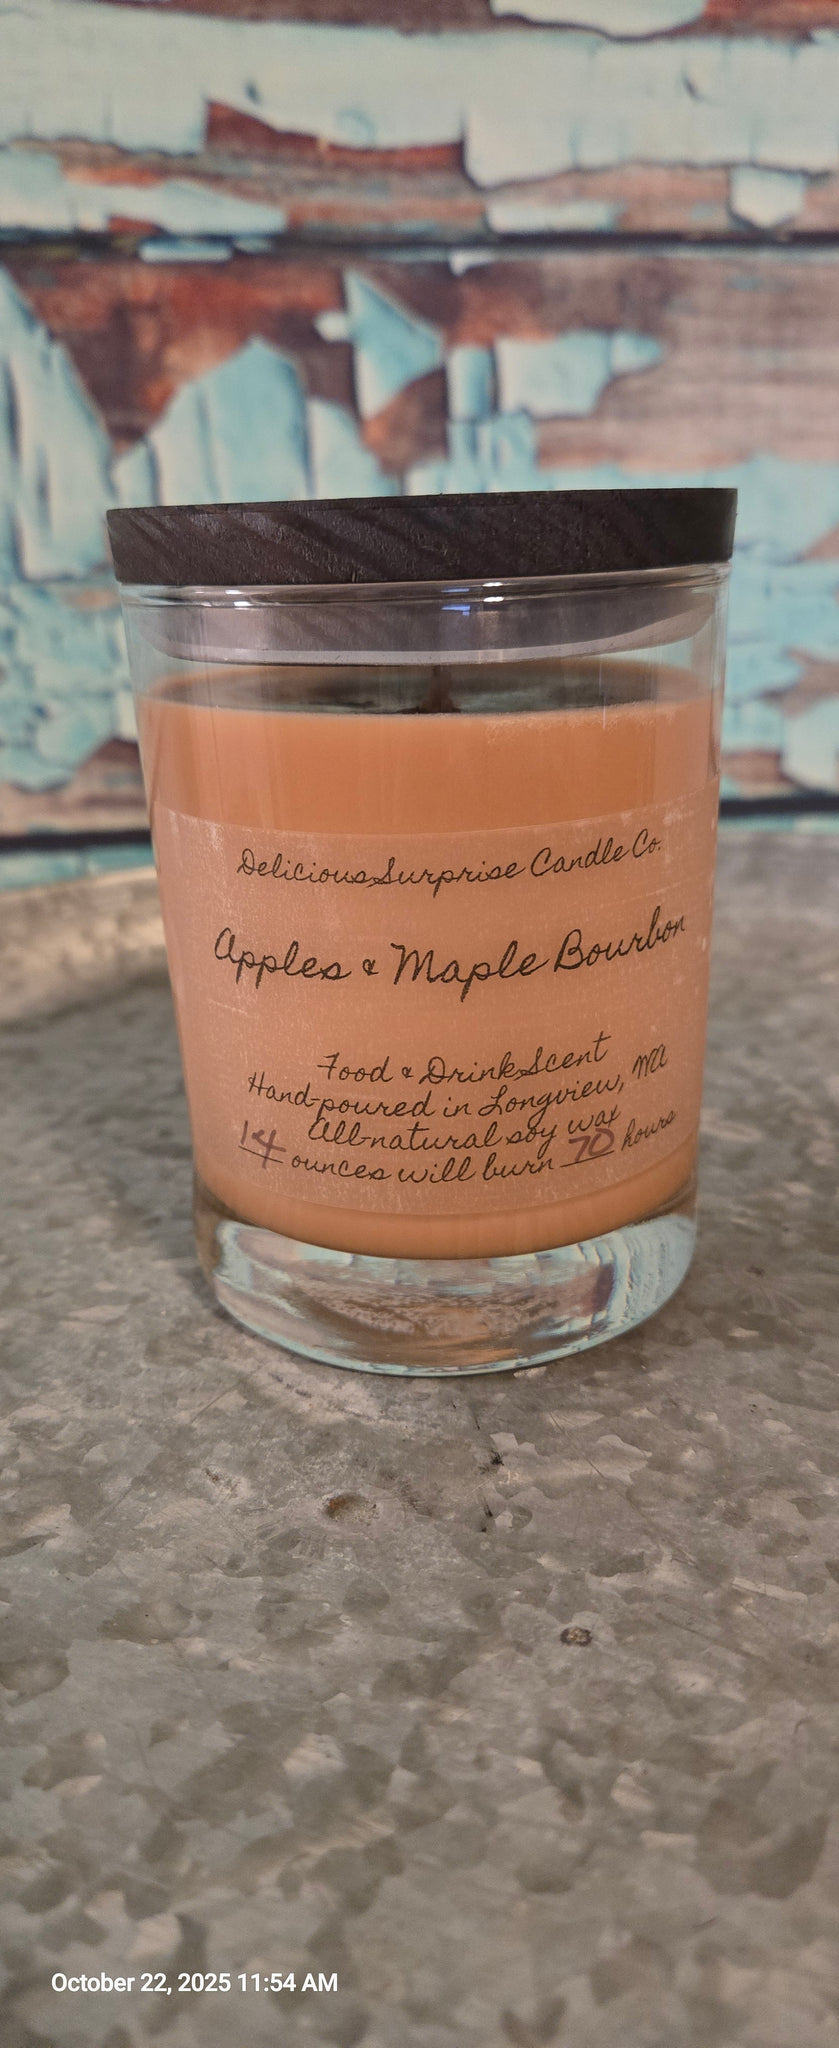 Delicious Surprise Candle Co.
Apples & Maple Bourbon
Food & Drink Scent
Hand-poured in Longview, WA
All-natural soy wax
14 ounces will burn 70 hours
October 22, 2025 11:54 AM